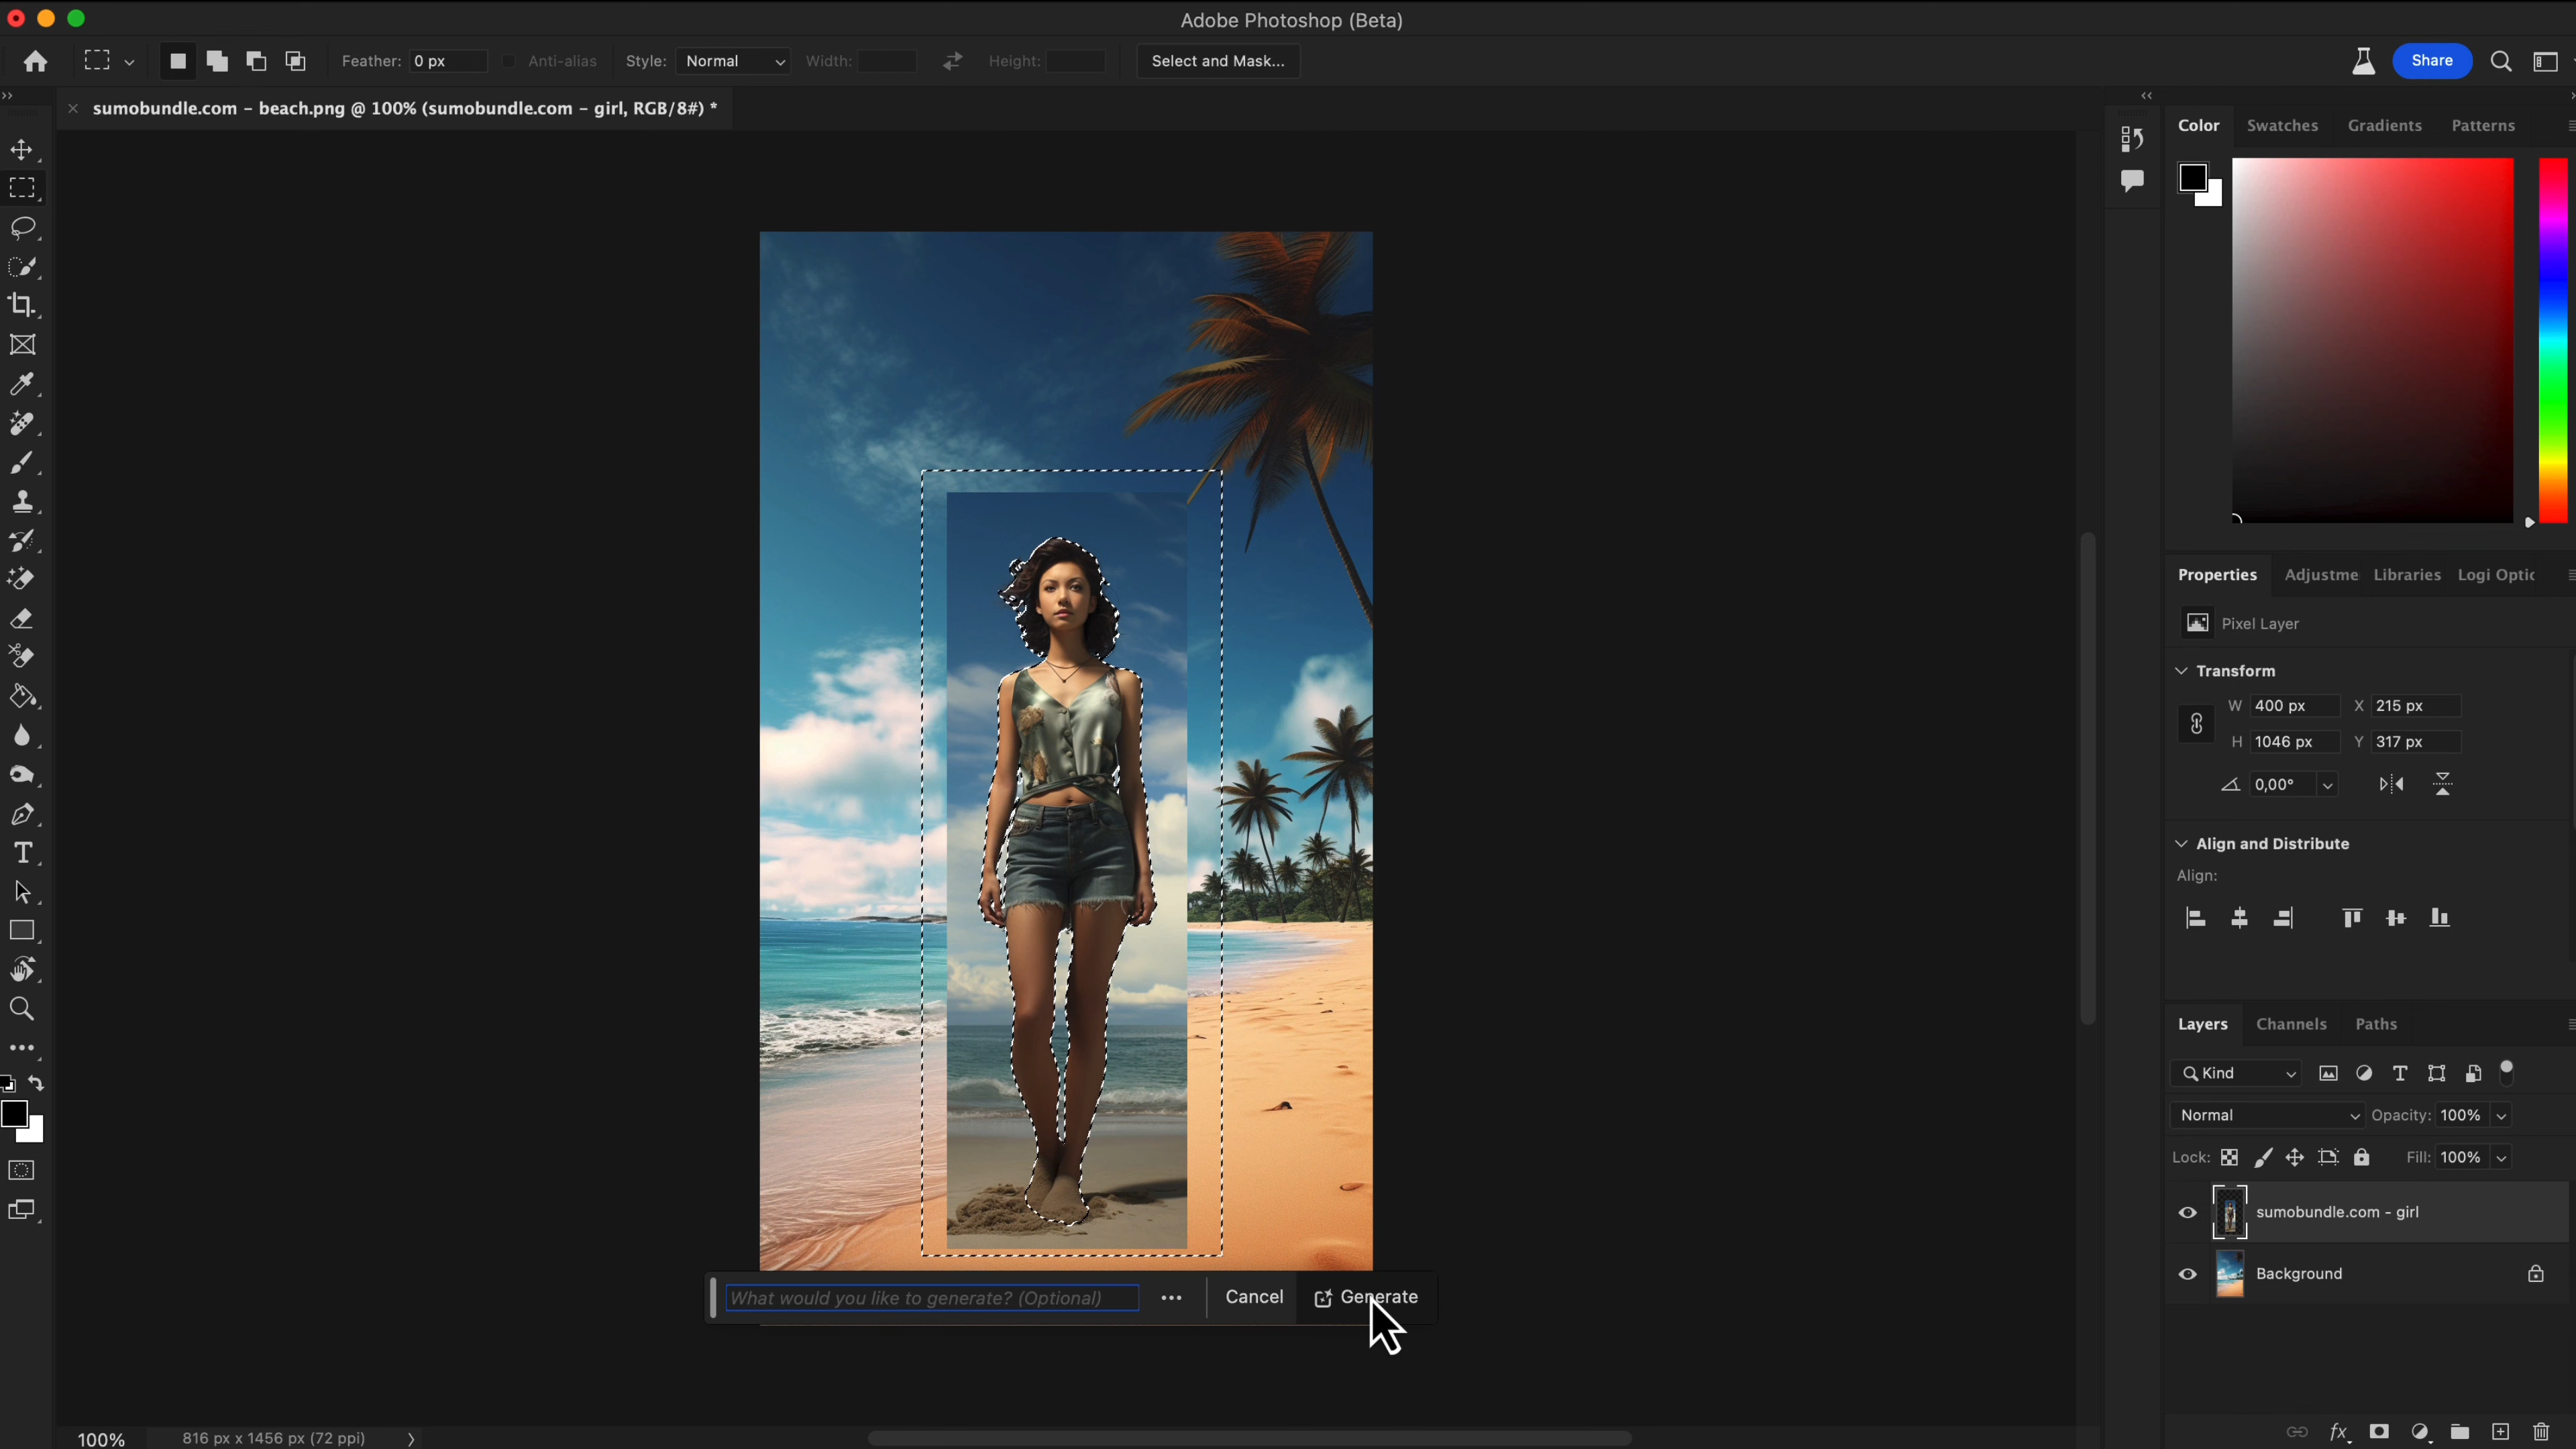 Adobe Photoshop (Beta)
Feather: 0 px Anti-alias Style: Normal Width: Height: Select and Mask... Share
× sumobundle.com – beach.png @ 100% (sumobundle.com – girl, RGB/8#) *
Color Swatches Gradients Patterns
Properties Adjustme Libraries Logi Optic
Pixel Layer
Transform
W 400 px X 215 px
H 1046 px Y 317 px
0,00°
Align and Distribute
Align:
Layers Channels Paths
Kind
Normal Opacity: 100%
Lock: Fill: 100%
sumobundle.com - girl
Background
What would you like to generate? (Optional) ... Cancel Generate
100% 816 px x 1456 px (72 ppi)